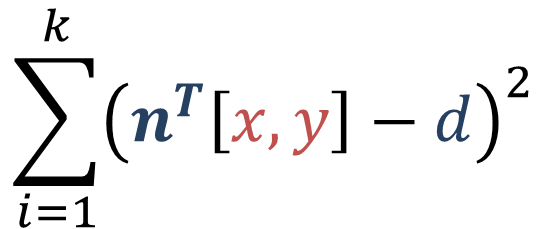 k
∑(nᵀ[x, y] − d)²
i=1